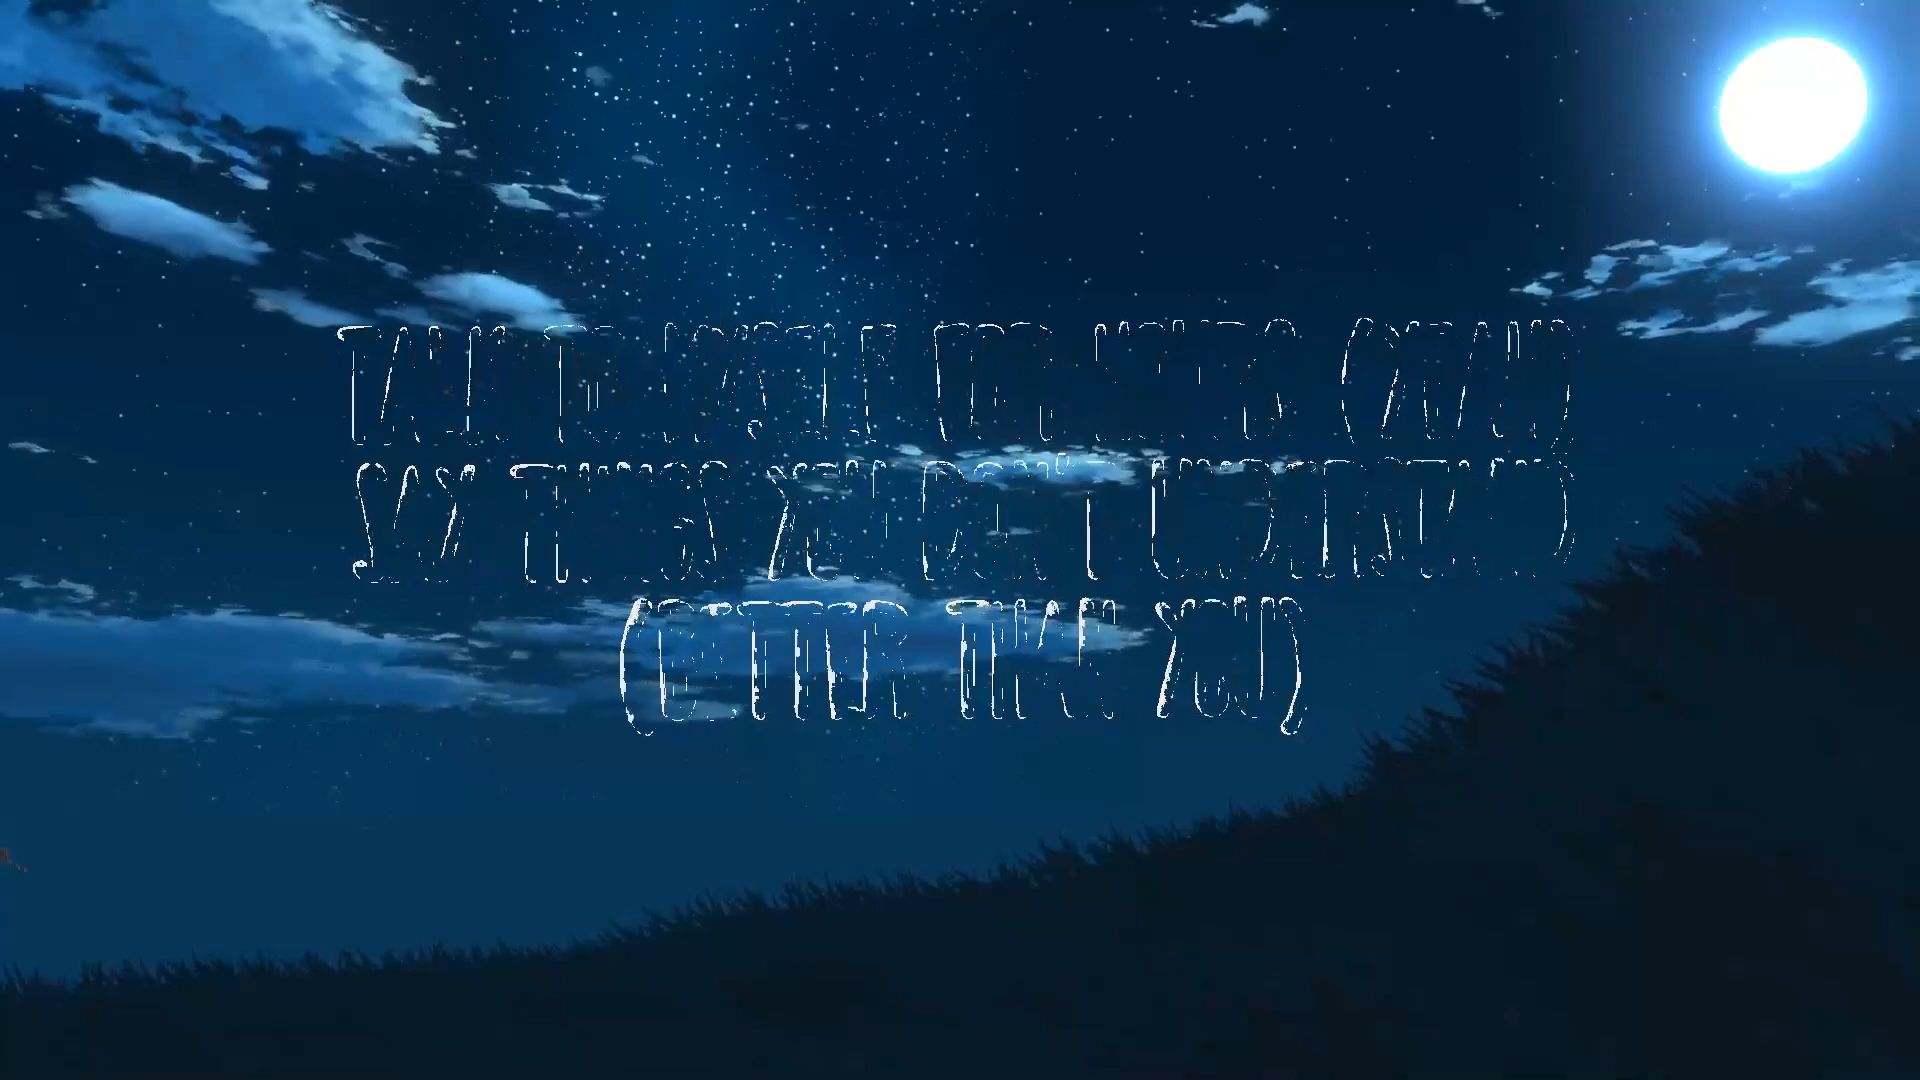 TALK TO MYSELF FOR HOURS (YEAH)
SAY THINGS YOU DON'T UNDERSTAND
(BETTER THAN YOU)